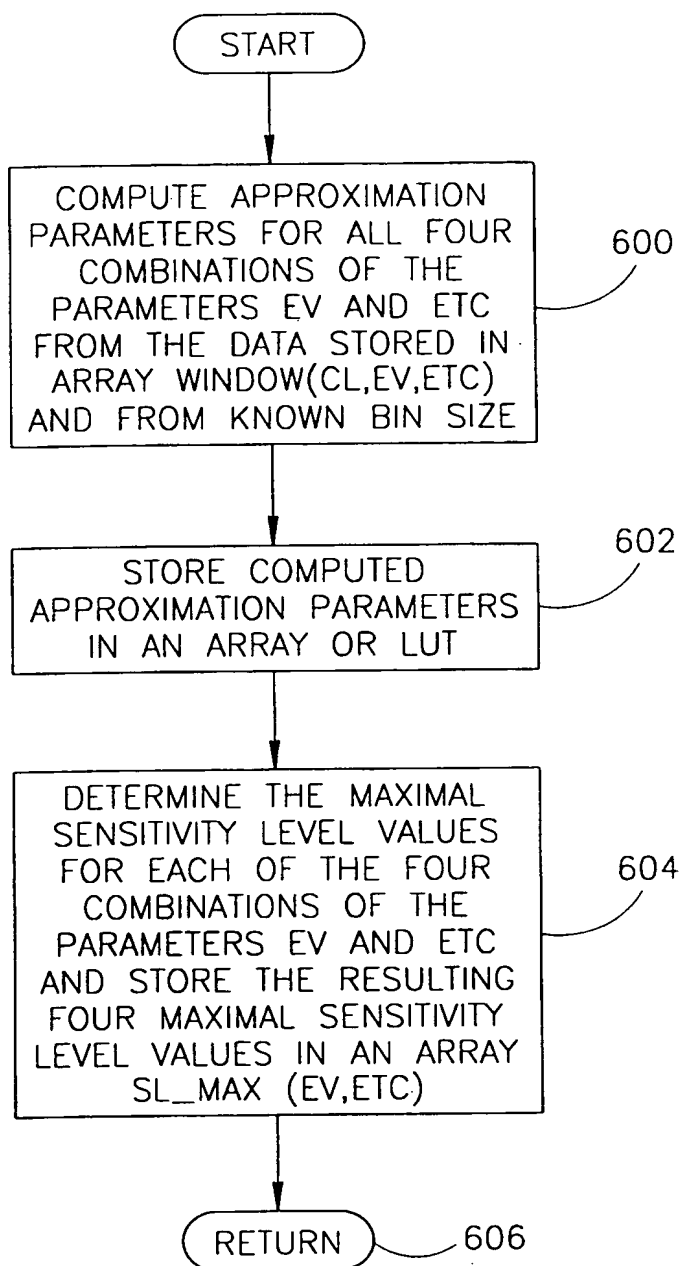 START
COMPUTE APPROXIMATION
PARAMETERS FOR ALL FOUR
COMBINATIONS OF THE
PARAMETERS EV AND ETC
FROM THE DATA STORED IN
ARRAY WINDOW(CL,EV,ETC)
AND FROM KNOWN BIN SIZE
600
STORE COMPUTED
APPROXIMATION PARAMETERS
IN AN ARRAY OR LUT
602
DETERMINE THE MAXIMAL
SENSITIVITY LEVEL VALUES
FOR EACH OF THE FOUR
COMBINATIONS OF THE
PARAMETERS EV AND ETC
AND STORE THE RESULTING
FOUR MAXIMAL SENSITIVITY
LEVEL VALUES IN AN ARRAY
SL_MAX (EV,ETC)
604
RETURN
606